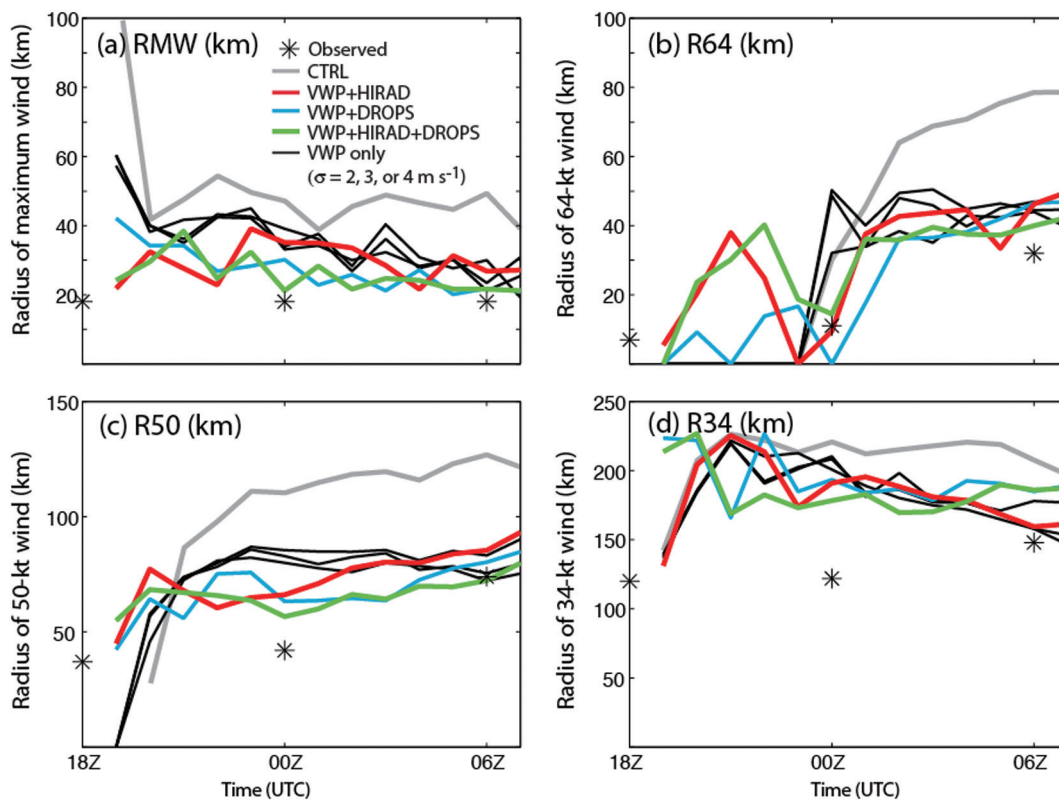 (a) RMW (km)
Observed
CTRL
VWP+HIRAD
VWP+DROPS
VWP+HIRAD+DROPS
VWP only
(σ = 2, 3, or 4 m s⁻¹)
Radius of maximum wind (km)
100
80
60
40
20
(b) R64 (km)
Radius of 64-kt wind (km)
100
80
60
40
20
(c) R50 (km)
Radius of 50-kt wind (km)
150
100
50
18Z
00Z
06Z
Time (UTC)
(d) R34 (km)
Radius of 34-kt wind (km)
250
200
150
100
50
18Z
00Z
06Z
Time (UTC)